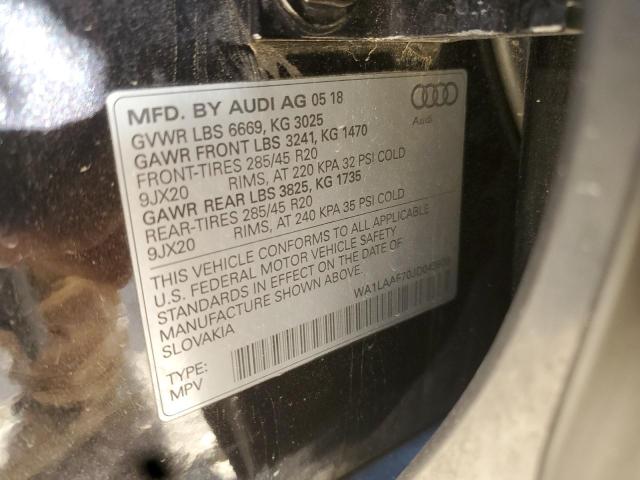 MFD. BY AUDI AG 05 18
GVWR LBS 6669, KG 3025
GAWR FRONT LBS 3241, KG 1470
FRONT-TIRES 285/45 R20
9JX20 RIMS, AT 220 KPA 32 PSI COLD
GAWR REAR LBS 3825, KG 1735
REAR-TIRES 285/45 R20
9JX20 RIMS, AT 240 KPA 35 PSI COLD
THIS VEHICLE CONFORMS TO ALL APPLICABLE
U.S. FEDERAL MOTOR VEHICLE SAFETY
STANDARDS IN EFFECT ON THE DATE OF
MANUFACTURE SHOWN ABOVE.
SLOVAKIA
TYPE:
MPV
Audi